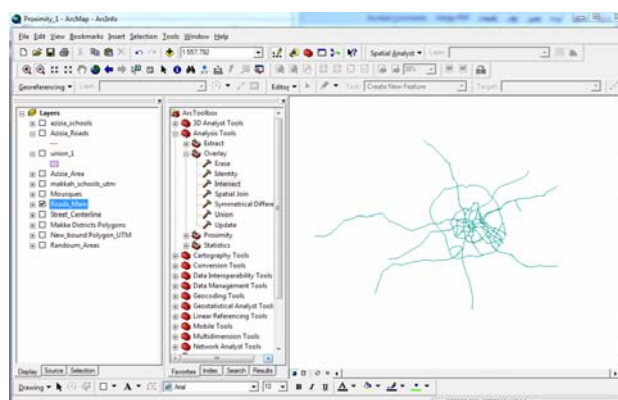 Proximity_1 - ArcMap - ArcInfo
File Edit View Bookmarks Insert Selection Tools Window Help
1:557,792
Spatial Analyst
Layer:
Georeferencing
Layer:
Editor
Task: Create New Feature
Target:
Layers
azizia_schools
Azizia_Roads
union_1
Azizia_Area
makkah_schools_utm
Mousques
Roads_Main
Street_Centerline
Makka Districts Polygons
New_bound Polygon_UTM
Randoum_Areas
Display Source Selection
ArcToolbox
3D Analyst Tools
Analysis Tools
Extract
Overlay
Erase
Identity
Intersect
Spatial Join
Symmetrical Differe
Union
Update
Proximity
Statistics
Cartography Tools
Conversion Tools
Data Interoperability Tools
Data Management Tools
Geocoding Tools
Geostatistical Analyst Tools
Linear Referencing Tools
Mobile Tools
Multidimension Tools
Network Analyst Tools
Favorites Index Search Results
Drawing
A
Arial
10
B I U A